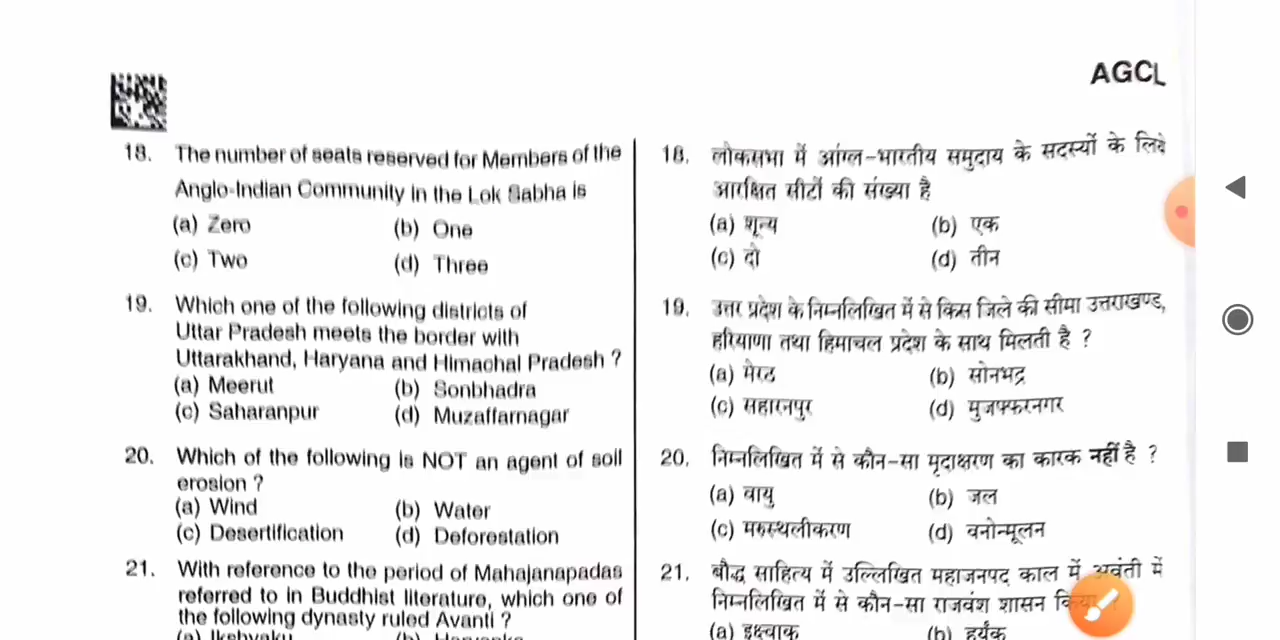 AGCL
18. The number of seats reserved for Members of the
Anglo-Indian Community in the Lok Sabha is
(a) Zero (b) One
(c) Two (d) Three
19. Which one of the following districts of
Uttar Pradesh meets the border with
Uttarakhand, Haryana and Himachal Pradesh ?
(a) Meerut (b) Sonbhadra
(c) Saharanpur (d) Muzaffarnagar
20. Which of the following is NOT an agent of soil
erosion ?
(a) Wind (b) Water
(c) Desertification (d) Deforestation
21. With reference to the period of Mahajanapadas
referred to in Buddhist literature, which one of
the following dynasty ruled Avanti ?
(a) Ikshvaku (b) Haryanka
18. लोकसभा में आंग्ल-भारतीय समुदाय के सदस्यों के लिये
आरक्षित सीटों की संख्या है
(a) शून्य (b) एक
(c) दो (d) तीन
19. उत्तर प्रदेश के निम्नलिखित में से किस जिले की सीमा उत्तराखण्ड,
हरियाणा तथा हिमाचल प्रदेश के साथ मिलती है ?
(a) मेरठ (b) सोनभद्र
(c) सहारनपुर (d) मुजफ्फरनगर
20. निम्नलिखित में से कौन-सा मृदाक्षरण का कारक नहीं है ?
(a) वायु (b) जल
(c) मरुस्थलीकरण (d) वनोन्मूलन
21. बौद्ध साहित्य में उल्लिखित महाजनपद काल में अवंती में
निम्नलिखित में से कौन-सा राजवंश शासन किया ?
(a) इक्ष्वाकु (b) हर्यंक